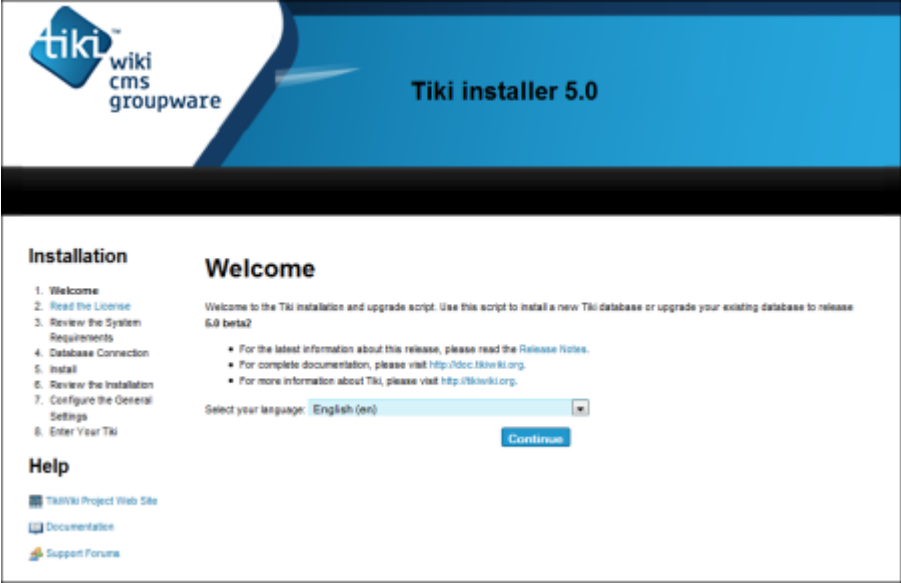 tiki™
wiki
cms
groupware
Tiki installer 5.0
Installation
1. Welcome
2. Read the License
3. Review the System
Requirements
4. Database Connection
5. Install
6. Review the Installation
7. Configure the General
Settings
8. Enter Your Tiki
Help
TikiWiki Project Web Site
Documentation
Support Forums
Welcome
Welcome to the Tiki installation and upgrade script. Use this script to install a new Tiki database or upgrade your existing database to release
5.0 beta2
• For the latest information about this release, please read the Release Notes.
• For complete documentation, please visit http://doc.tikiwiki.org.
• For more information about Tiki, please visit http://tikiwiki.org.
Select your language: English (en)
Continue